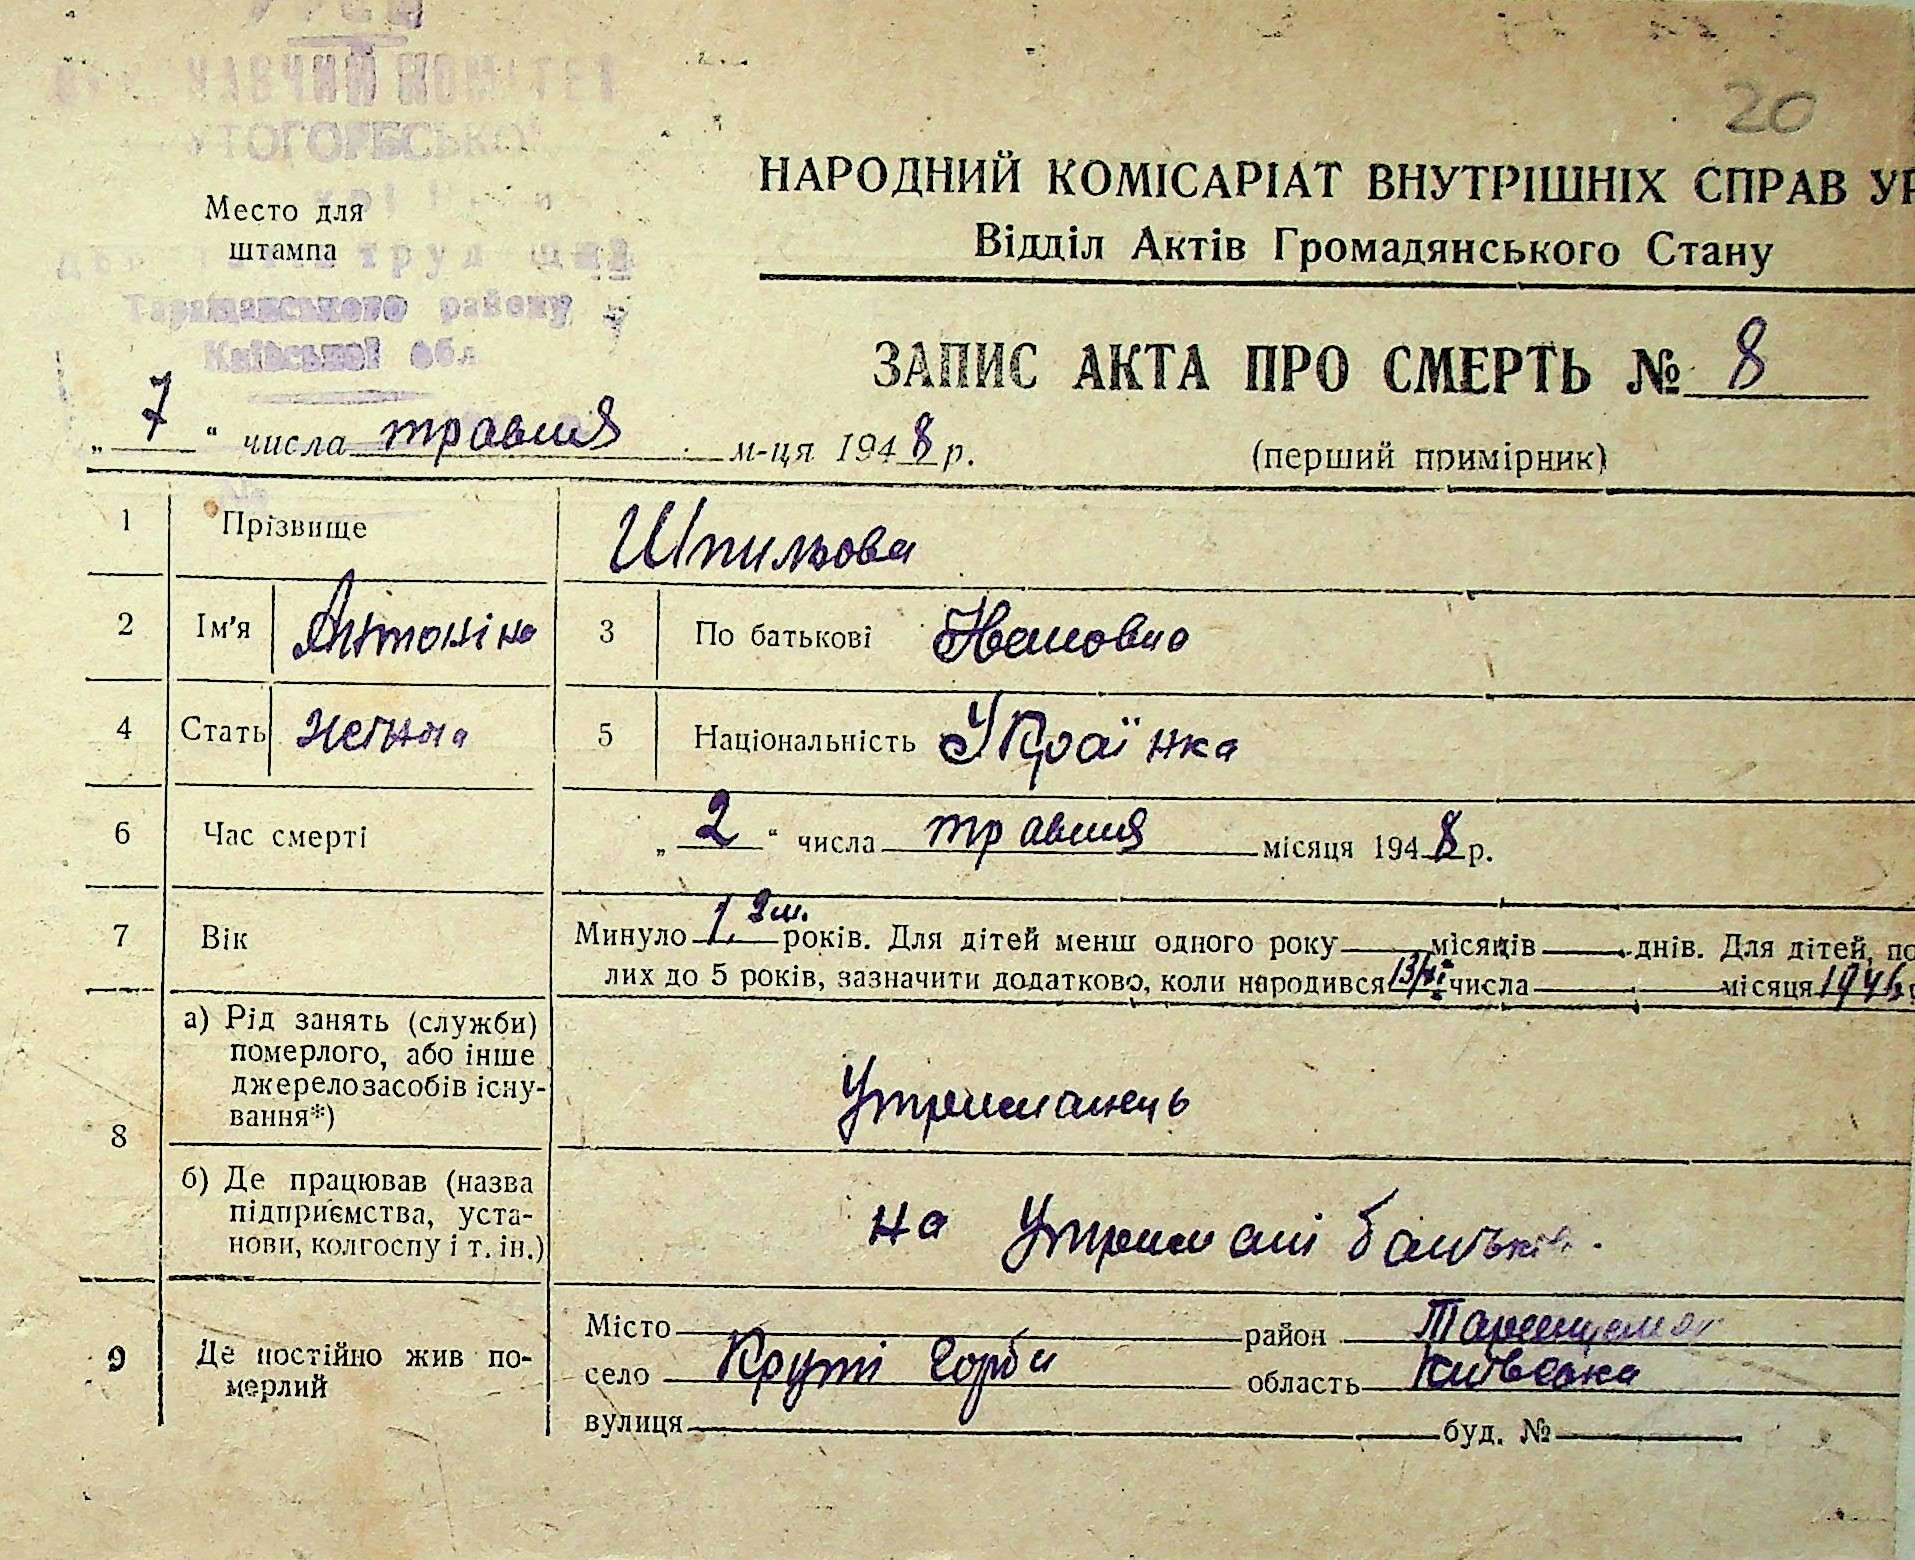 20
КОМІТЕТ
Место для
штампа
Таращанського району
Київської обл
НАРОДНИЙ КОМІСАРІАТ ВНУТРІШНІХ СПРАВ УР
Відділ Актів Громадянського Стану
ЗАПИС АКТА ПРО СМЕРТЬ № 8
„ 7 “ числа травня м-ця 1948 р.
(перший примірник)
1 Прізвище Шпильова
2 Ім'я Антоніна 3 По батькові Івановна
4 Стать жіноча 5 Національність Українка
6 Час смерті „ 2 “ числа травня місяця 1948 р.
7 Вік Минуло 1, років. Для дітей менш одного року місяців днів. Для дітей, по
лих до 5 років, зазначити додатково, коли народився числа місяця 1946
8 а) Рід занять (служби)
померлого, або інше
джерело засобів існу-
вання*)
Утриманець
б) Де працював (назва
підприємства, уста-
нови, колгоспу і т. ін.)
на Утримані батьків.
9 Де постійно жив по-
мерлий
Місто район
село Круті Горби область Київська
вулиця буд. №